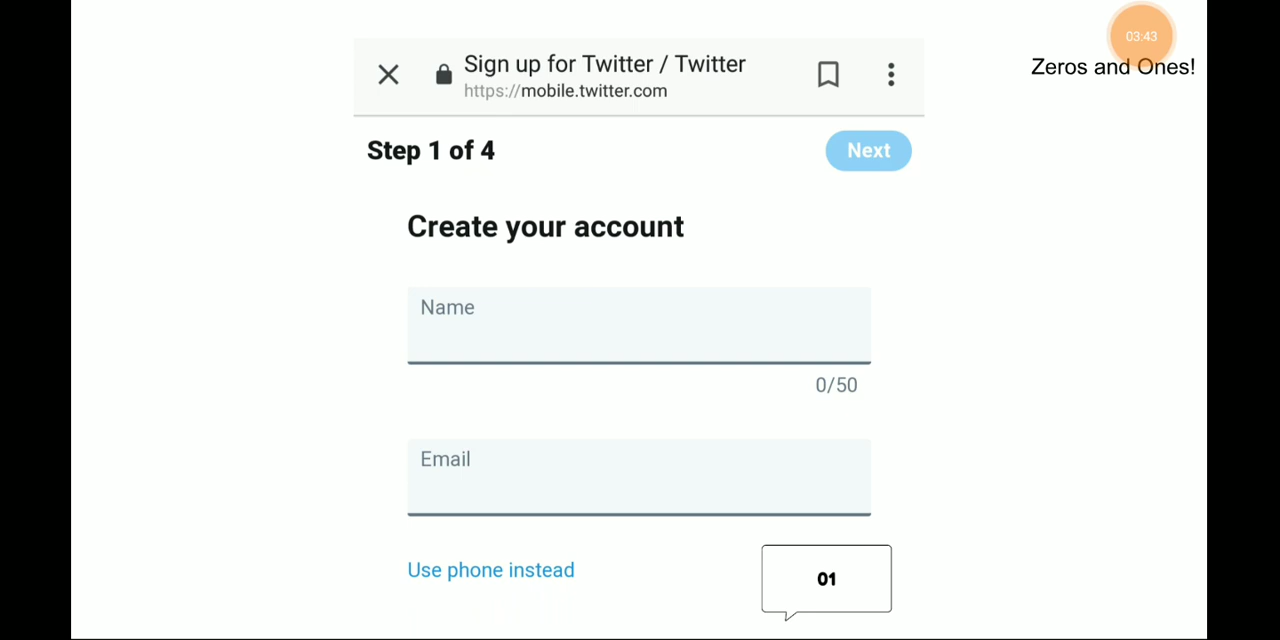 03:43
Zeros and Ones!
Sign up for Twitter / Twitter
https://mobile.twitter.com
Step 1 of 4
Next
Create your account
Name
0/50
Email
Use phone instead
01